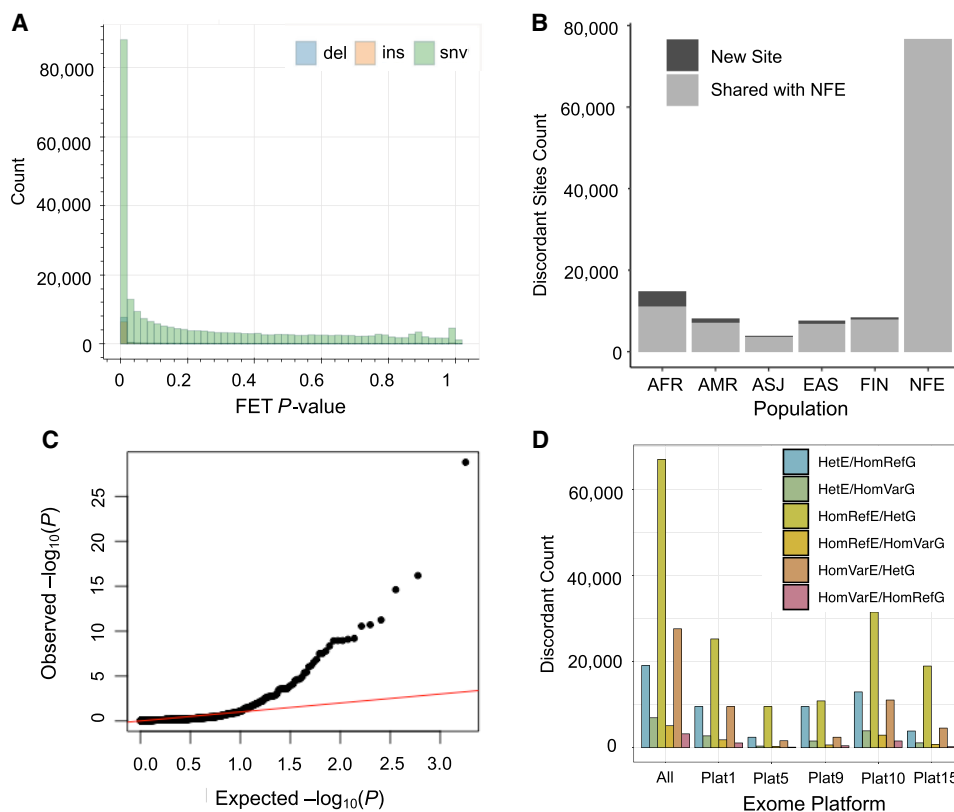 A
del ins snv
80,000
60,000
40,000
20,000
0
Count
0 0.2 0.4 0.6 0.8 1
FET P-value
B
New Site
Shared with NFE
80,000
60,000
40,000
20,000
0
Discordant Sites Count
AFR AMR ASJ EAS FIN NFE
Population
C
25
20
15
10
5
0
Observed –log10(P)
0.0 0.5 1.0 1.5 2.0 2.5 3.0
Expected –log10(P)
D
HetE/HomRefG
HetE/HomVarG
HomRefE/HetG
HomRefE/HomVarG
HomVarE/HetG
HomVarE/HomRefG
60,000
40,000
20,000
0
Discordant Count
All Plat1 Plat5 Plat9 Plat10 Plat15
Exome Platform